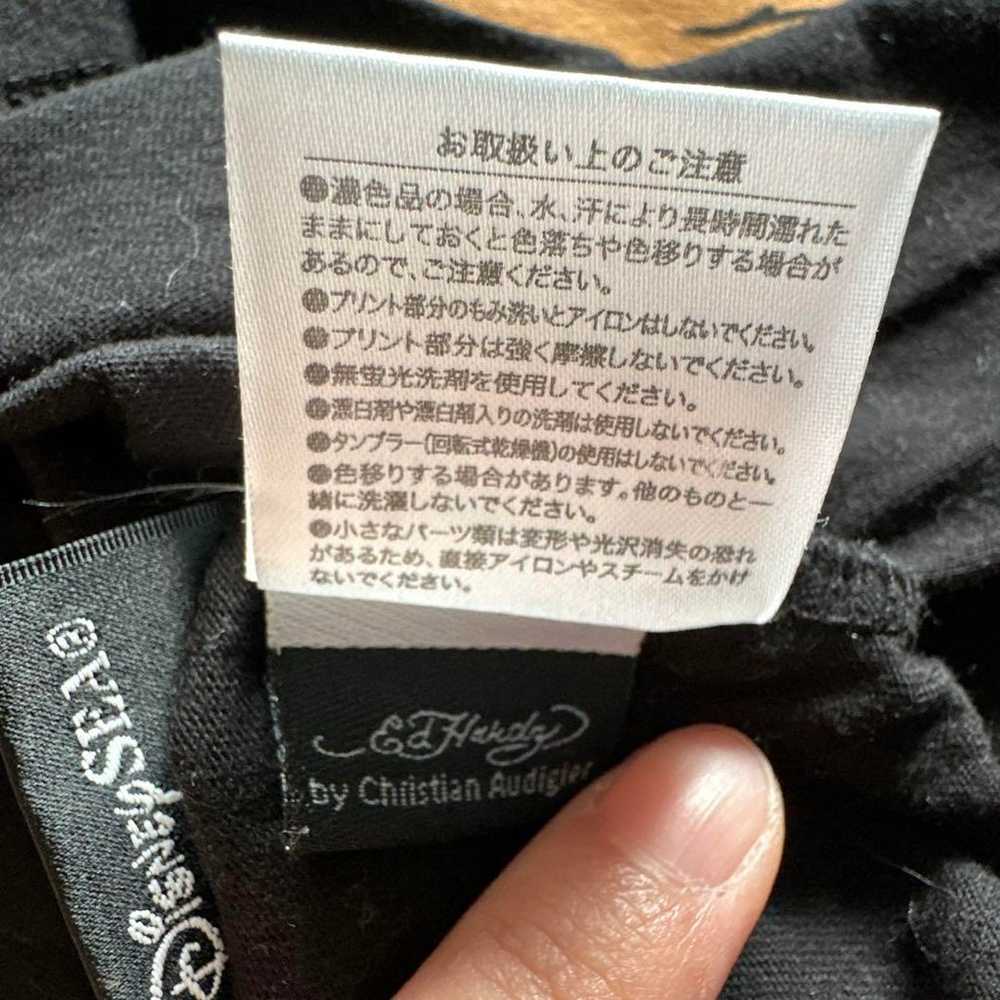 お取扱い上のご注意
●濃色品の場合、水、汗により長時間濡れた
ままにしておくと色落ちや色移りする場合が
あるので、ご注意ください。
●プリント部分のもみ洗いとアイロンはしないでください。
●プリント部分は強く摩擦しないでください。
●無蛍光洗剤を使用してください。
●漂白剤や漂白剤入りの洗剤は使用しないでください。
●タンブラー(回転式乾燥機)の使用はしないでください。
●色移りする場合があります。他のものと一
緒に洗濯しないでください。
●小さなパーツ類は変形や光沢消失の恐れ
があるため、直接アイロンやスチームをかけ
ないでください。
Ed Hardy
by Christian Audigier
DisneySEA®